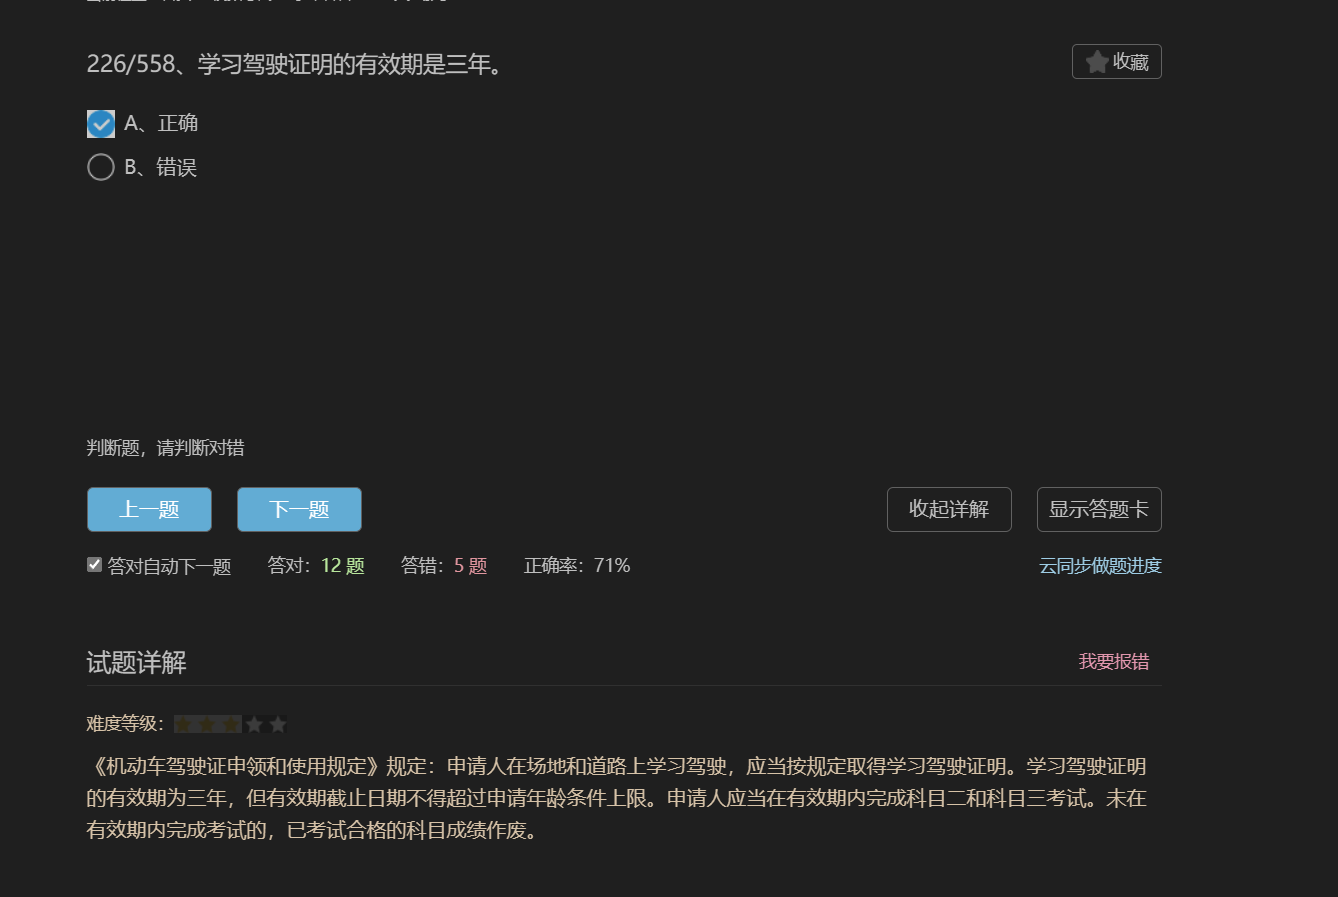 226/558、学习驾驶证明的有效期是三年。
收藏
A、正确
B、错误
判断题，请判断对错
上一题
下一题
收起详解
显示答题卡
答对自动下一题
答对：12 题
答错：5 题
正确率：71%
云同步做题进度
试题详解
我要报错
难度等级：
《机动车驾驶证申领和使用规定》规定：申请人在场地和道路上学习驾驶，应当按规定取得学习驾驶证明。学习驾驶证明
的有效期为三年，但有效期截止日期不得超过申请年龄条件上限。申请人应当在有效期内完成科目二和科目三考试。未在
有效期内完成考试的，已考试合格的科目成绩作废。